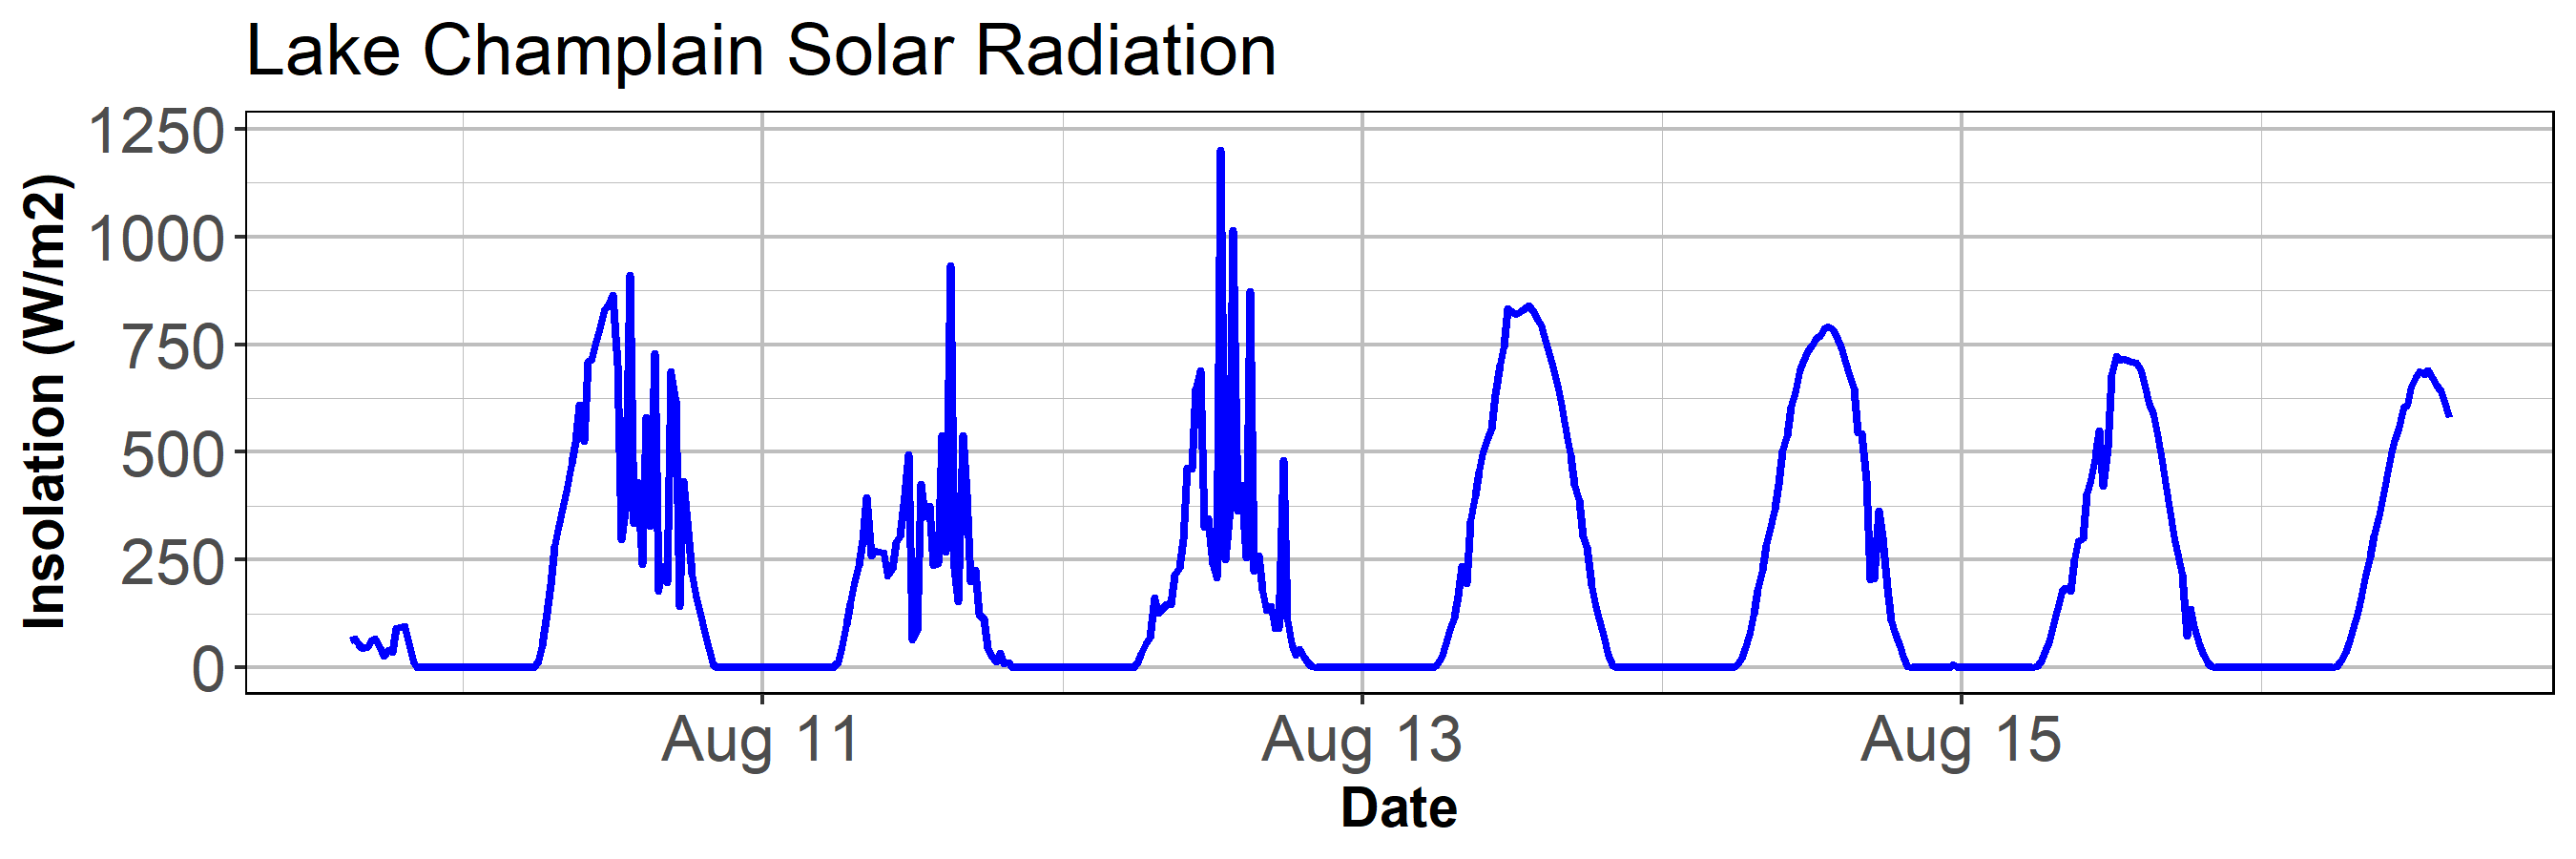 Lake Champlain Solar Radiation
1250
1000
750
500
250
0
Insolation (W/m2)
Aug 11
Aug 13
Aug 15
Date